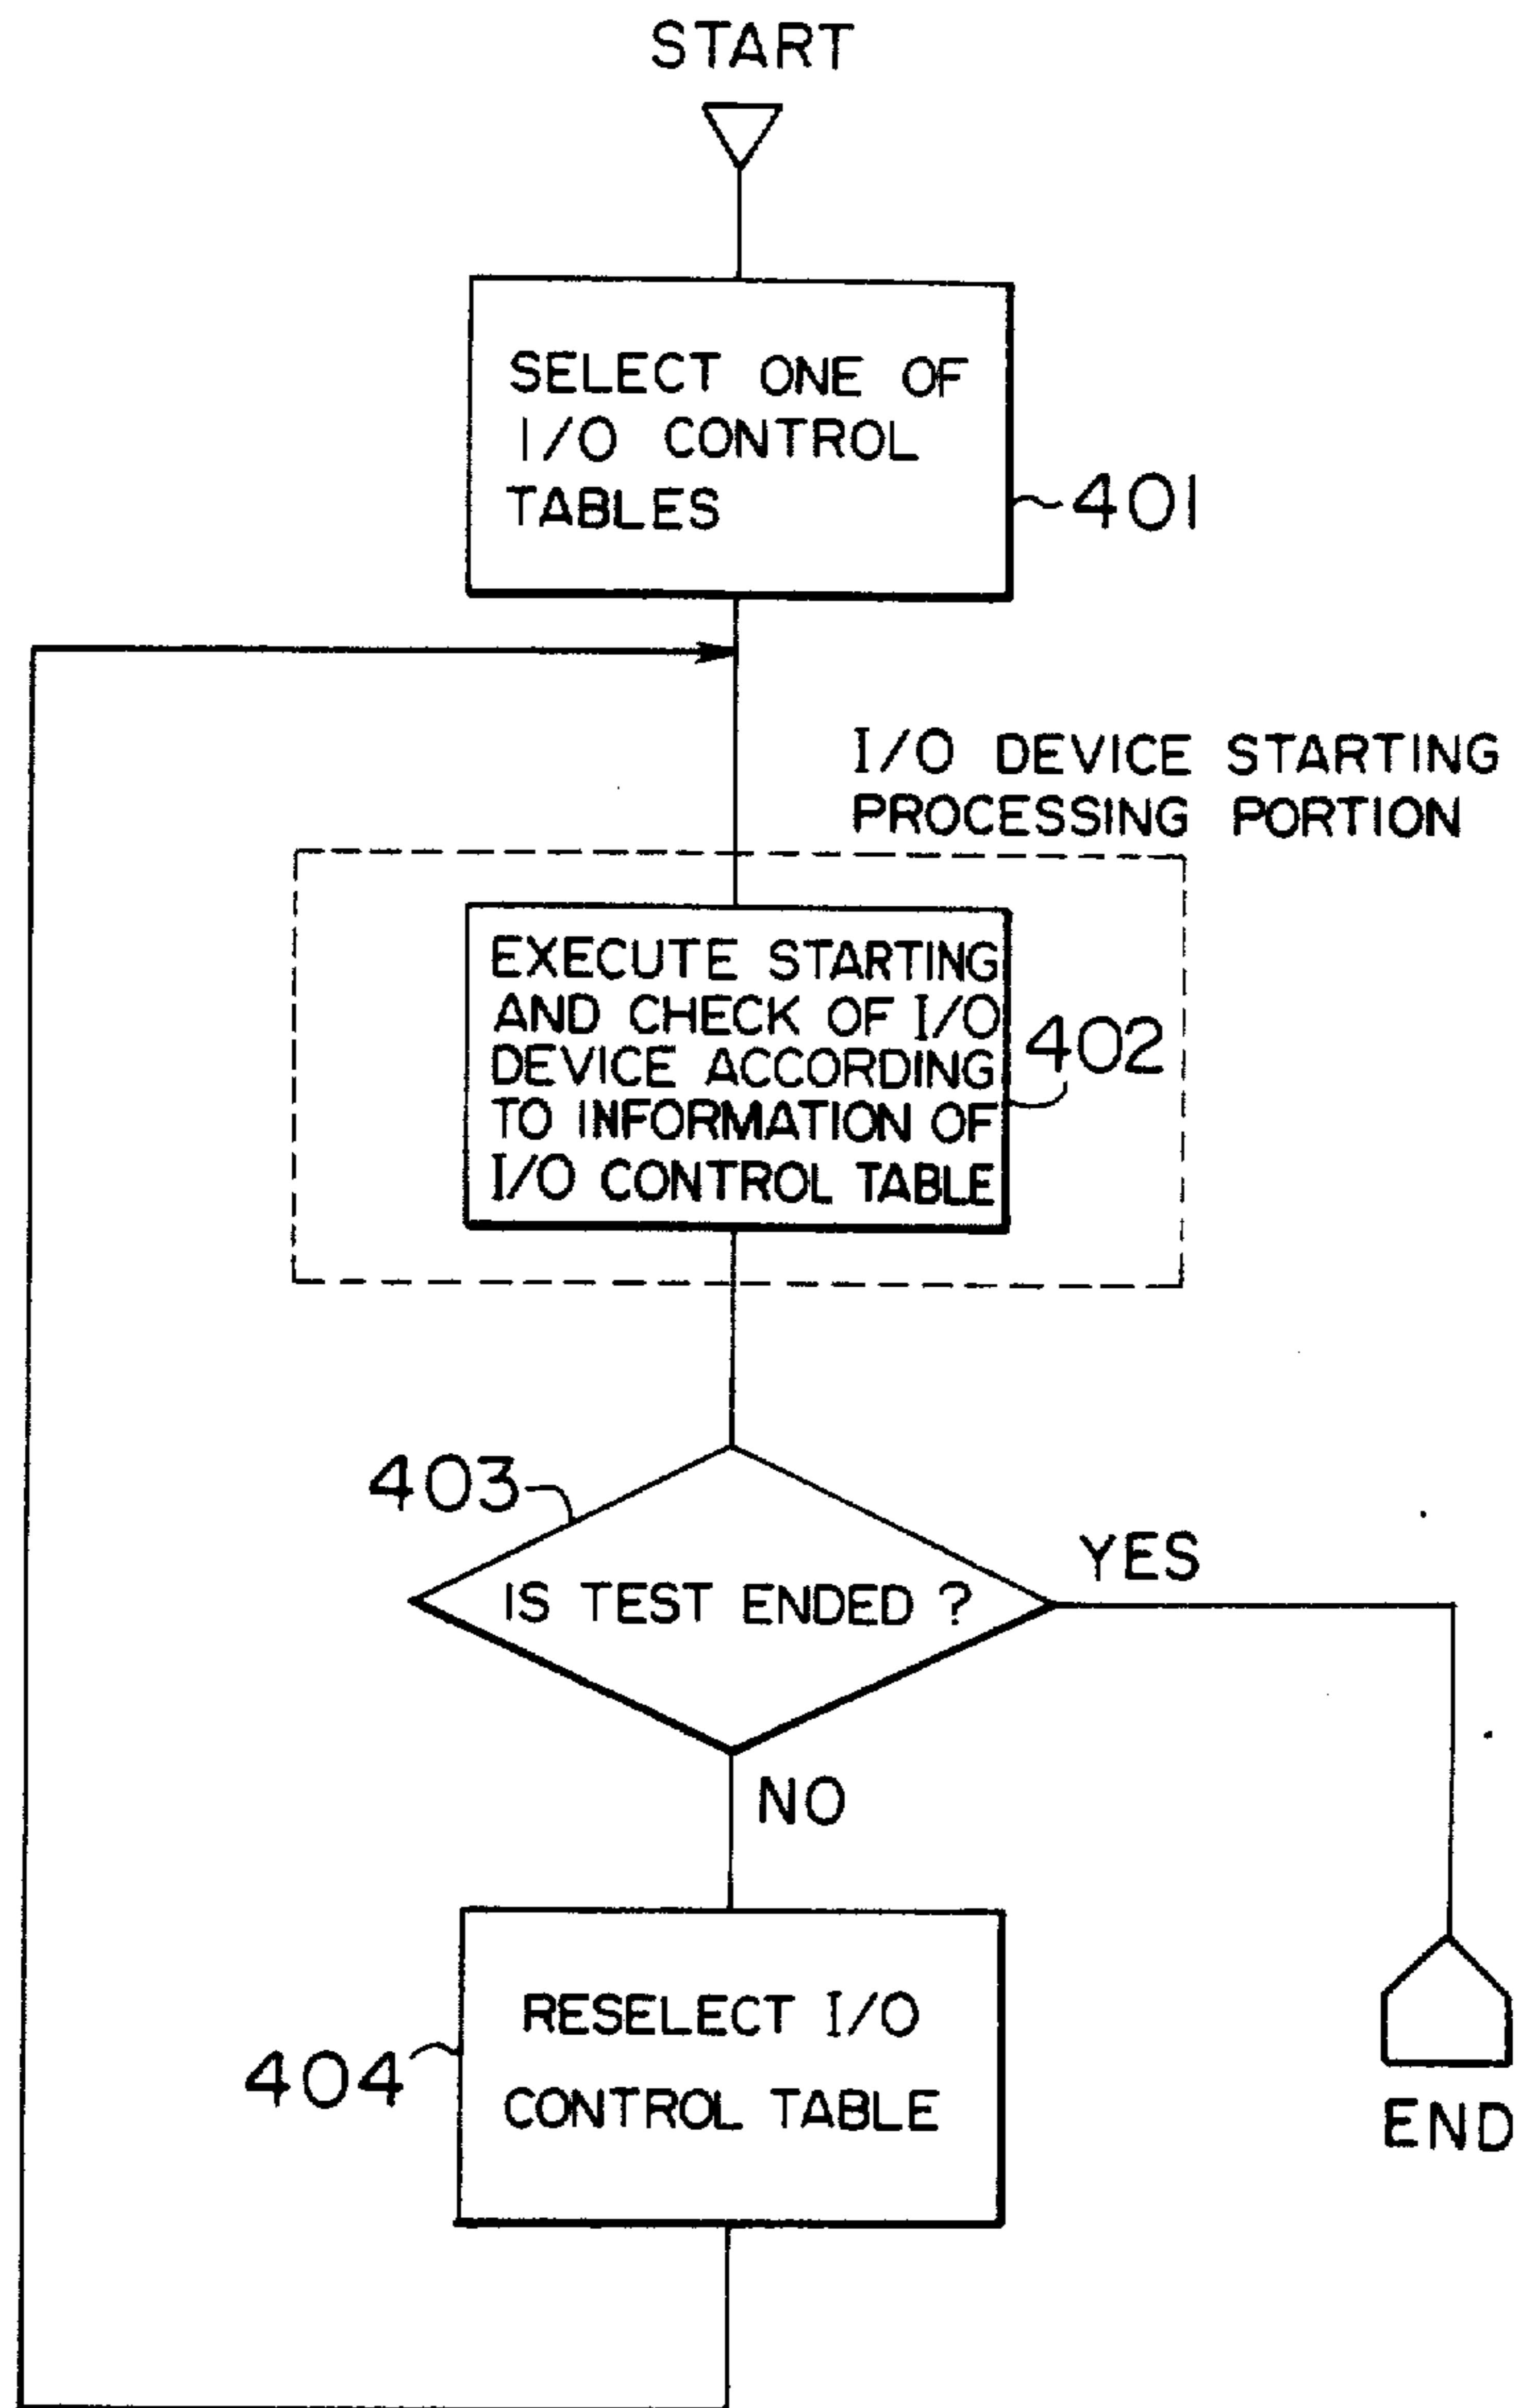 START
SELECT ONE OF
I/O CONTROL
TABLES
401
I/O DEVICE STARTING
PROCESSING PORTION
EXECUTE STARTING
AND CHECK OF I/O
DEVICE ACCORDING
TO INFORMATION OF
I/O CONTROL TABLE
402
403
IS TEST ENDED ?
YES
NO
RESELECT I/O
CONTROL TABLE
404
END